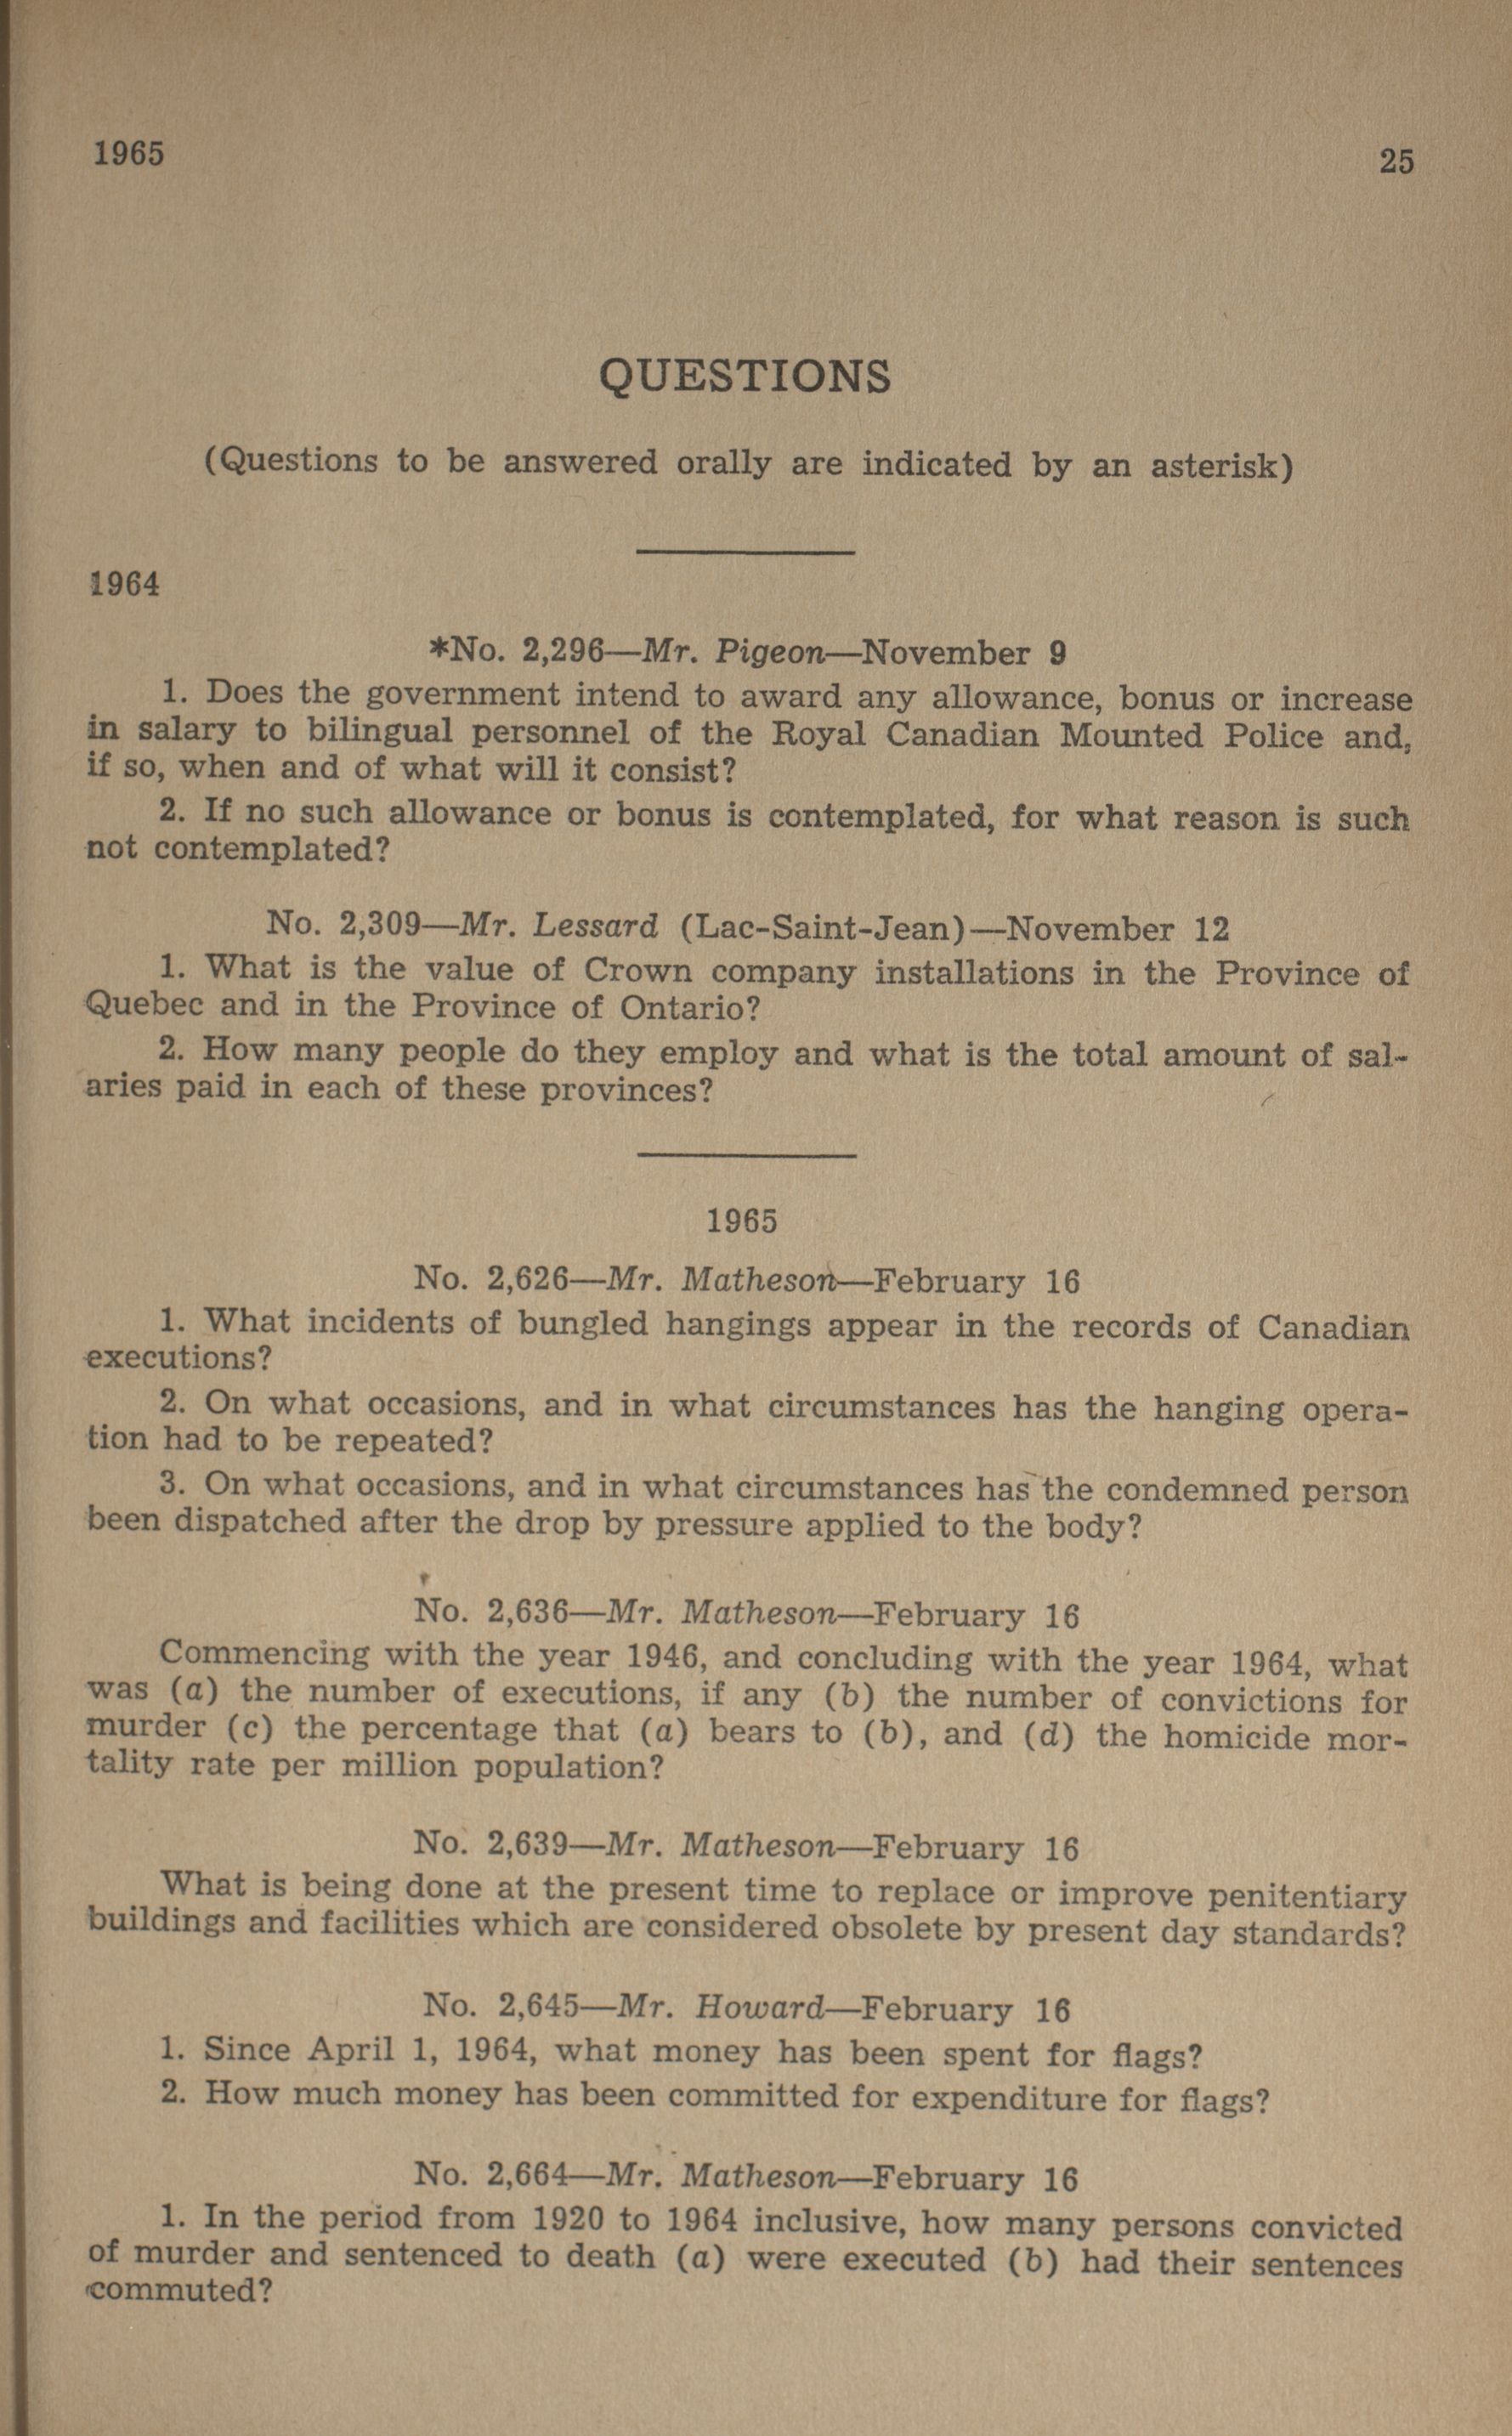 1965
25
QUESTIONS
(Questions to be answered orally are indicated by an asterisk)
1964
*No. 2,296—Mr. Pigeon—November 9
1. Does the government intend to award any allowance, bonus or increase
in salary to bilingual personnel of the Royal Canadian Mounted Police and,
if so, when and of what will it consist?
2. If no such allowance or bonus is contemplated, for what reason is such
not contemplated?
No. 2,309—Mr. Lessard (Lac-Saint-Jean)—November 12
1. What is the value of Crown company installations in the Province of
Quebec and in the Province of Ontario?
2. How many people do they employ and what is the total amount of sal-
aries paid in each of these provinces?
1965
No. 2,626—Mr. Matheson—February 16
1. What incidents of bungled hangings appear in the records of Canadian
executions?
2. On what occasions, and in what circumstances has the hanging opera-
tion had to be repeated?
3. On what occasions, and in what circumstances has the condemned person
been dispatched after the drop by pressure applied to the body?
No. 2,636—Mr. Matheson—February 16
Commencing with the year 1946, and concluding with the year 1964, what
was (a) the number of executions, if any (b) the number of convictions for
murder (c) the percentage that (a) bears to (b), and (d) the homicide mor-
tality rate per million population?
No. 2,639—Mr. Matheson—February 16
What is being done at the present time to replace or improve penitentiary
buildings and facilities which are considered obsolete by present day standards?
No. 2,645—Mr. Howard—February 16
1. Since April 1, 1964, what money has been spent for flags?
2. How much money has been committed for expenditure for flags?
No. 2,664—Mr. Matheson—February 16
1. In the period from 1920 to 1964 inclusive, how many persons convicted
of murder and sentenced to death (a) were executed (b) had their sentences
commuted?